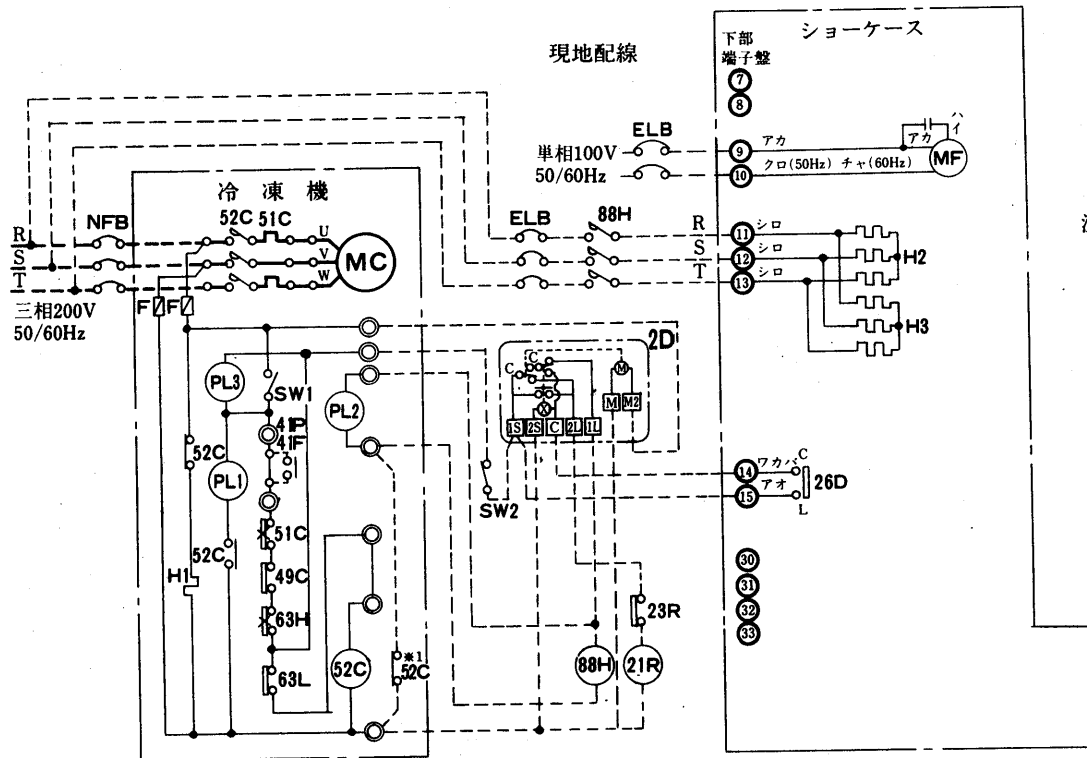 ショーケース
下部
端子盤
現地配線
7
8
ELB
単相100V
50/60Hz
9
アカ
アカ
ハイ
MF
10
クロ(50Hz) チャ(60Hz)
冷凍機
NFB
52C
51C
U
V
W
MC
R
S
T
三相200V
50/60Hz
F
F
ELB
88H
R
S
T
11
シロ
12
シロ
13
シロ
H2
H3
PL3
SW1
PL2
41P
41F
52C
PL1
52C
H1
51C
49C
63H
63L
52C
※1
52C
SW2
2D
C
C
M
X
M
M2
1S
2S
C
2L
1L
14
ワカバ
C
15
アオ
L
26D
23R
88H
21R
30
31
32
33